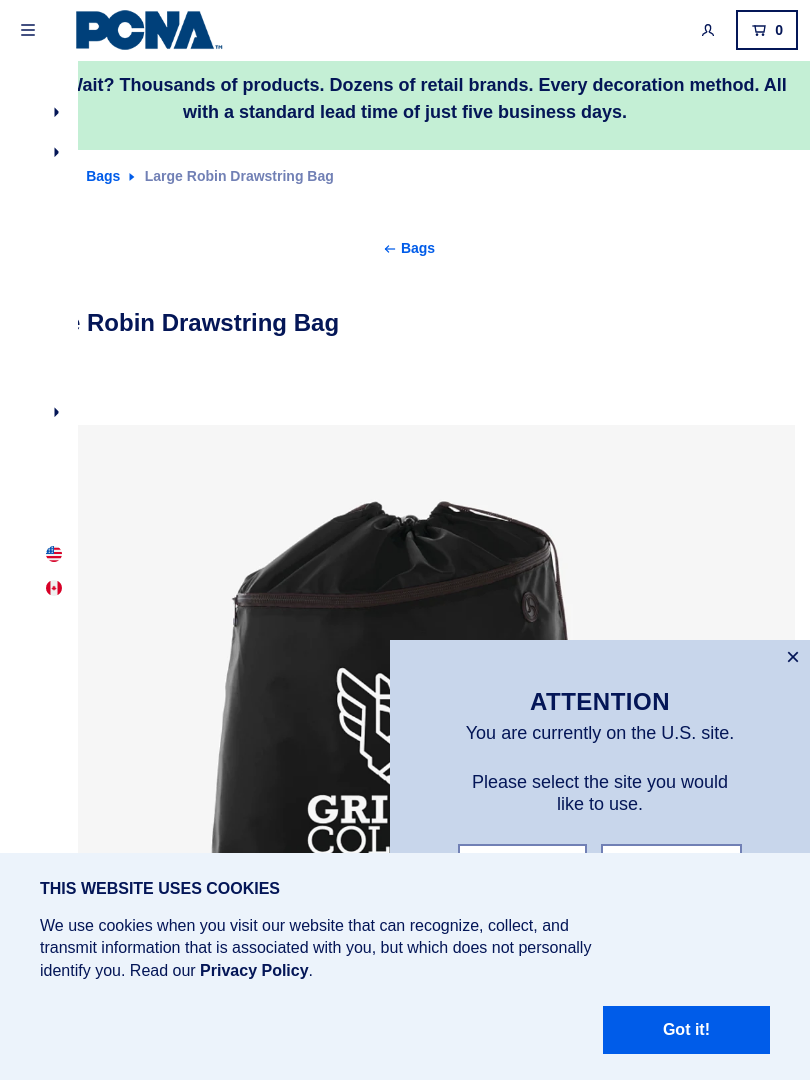 PCNA™
0
Wait? Thousands of products. Dozens of retail brands. Every decoration method. All
with a standard lead time of just five business days.
Bags
Large Robin Drawstring Bag
← Bags
Robin Drawstring Bag
ATTENTION
You are currently on the U.S. site.
Please select the site you would
like to use.
THIS WEBSITE USES COOKIES
We use cookies when you visit our website that can recognize, collect, and
transmit information that is associated with you, but which does not personally
identify you. Read our Privacy Policy.
Got it!